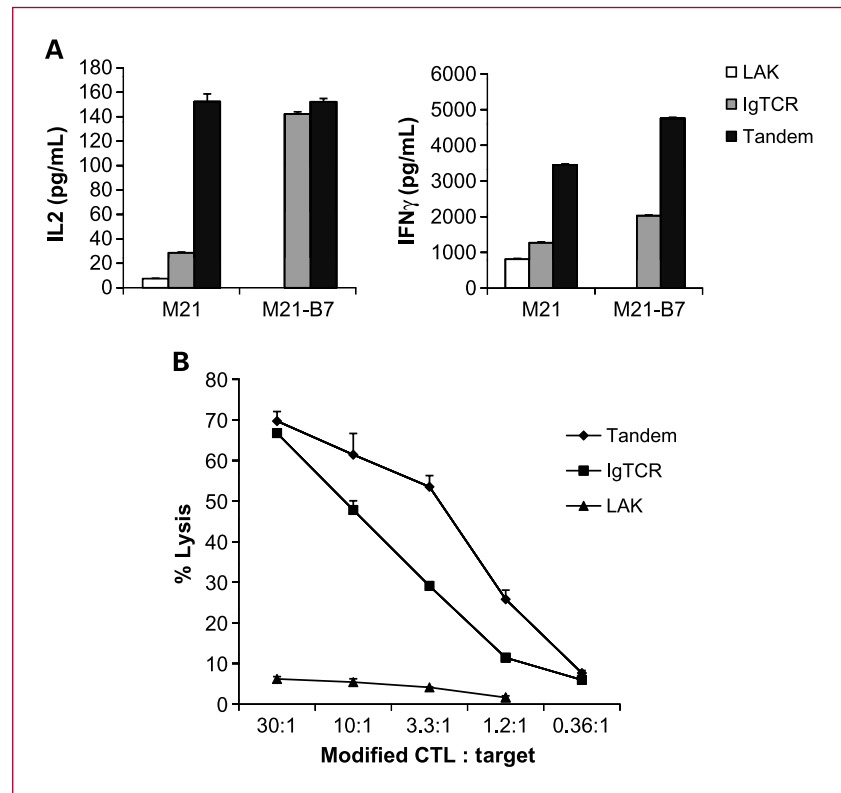 A
IL2 (pg/mL)
180
160
140
120
100
80
60
40
20
0
M21 M21-B7
IFNγ (pg/mL)
6000
5000
4000
3000
2000
1000
0
M21 M21-B7
LAK
IgTCR
Tandem
B
% Lysis
80
70
60
50
40
30
20
10
0
30:1 10:1 3.3:1 1.2:1 0.36:1
Modified CTL : target
Tandem
IgTCR
LAK